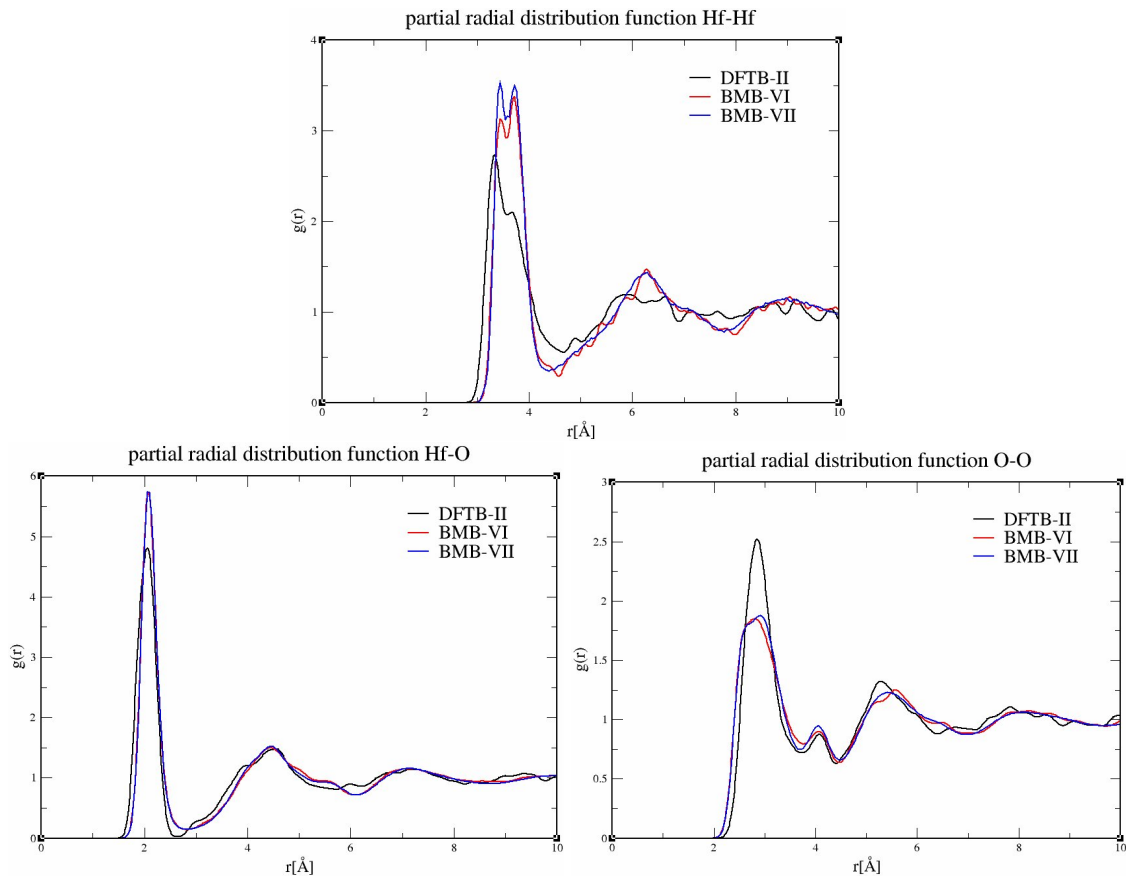 partial radial distribution function Hf-Hf
4
3
2
1
0
g(r)
DFTB-II
BMB-VI
BMB-VII
0 2 4 6 8 10
r[Å]
partial radial distribution function Hf-O
6
5
4
3
2
1
0
g(r)
DFTB-II
BMB-VI
BMB-VII
0 2 4 6 8 10
r[Å]
partial radial distribution function O-O
3
2.5
2
1.5
1
0.5
0
g(r)
DFTB-II
BMB-VI
BMB-VII
0 2 4 6 8 10
r[Å]